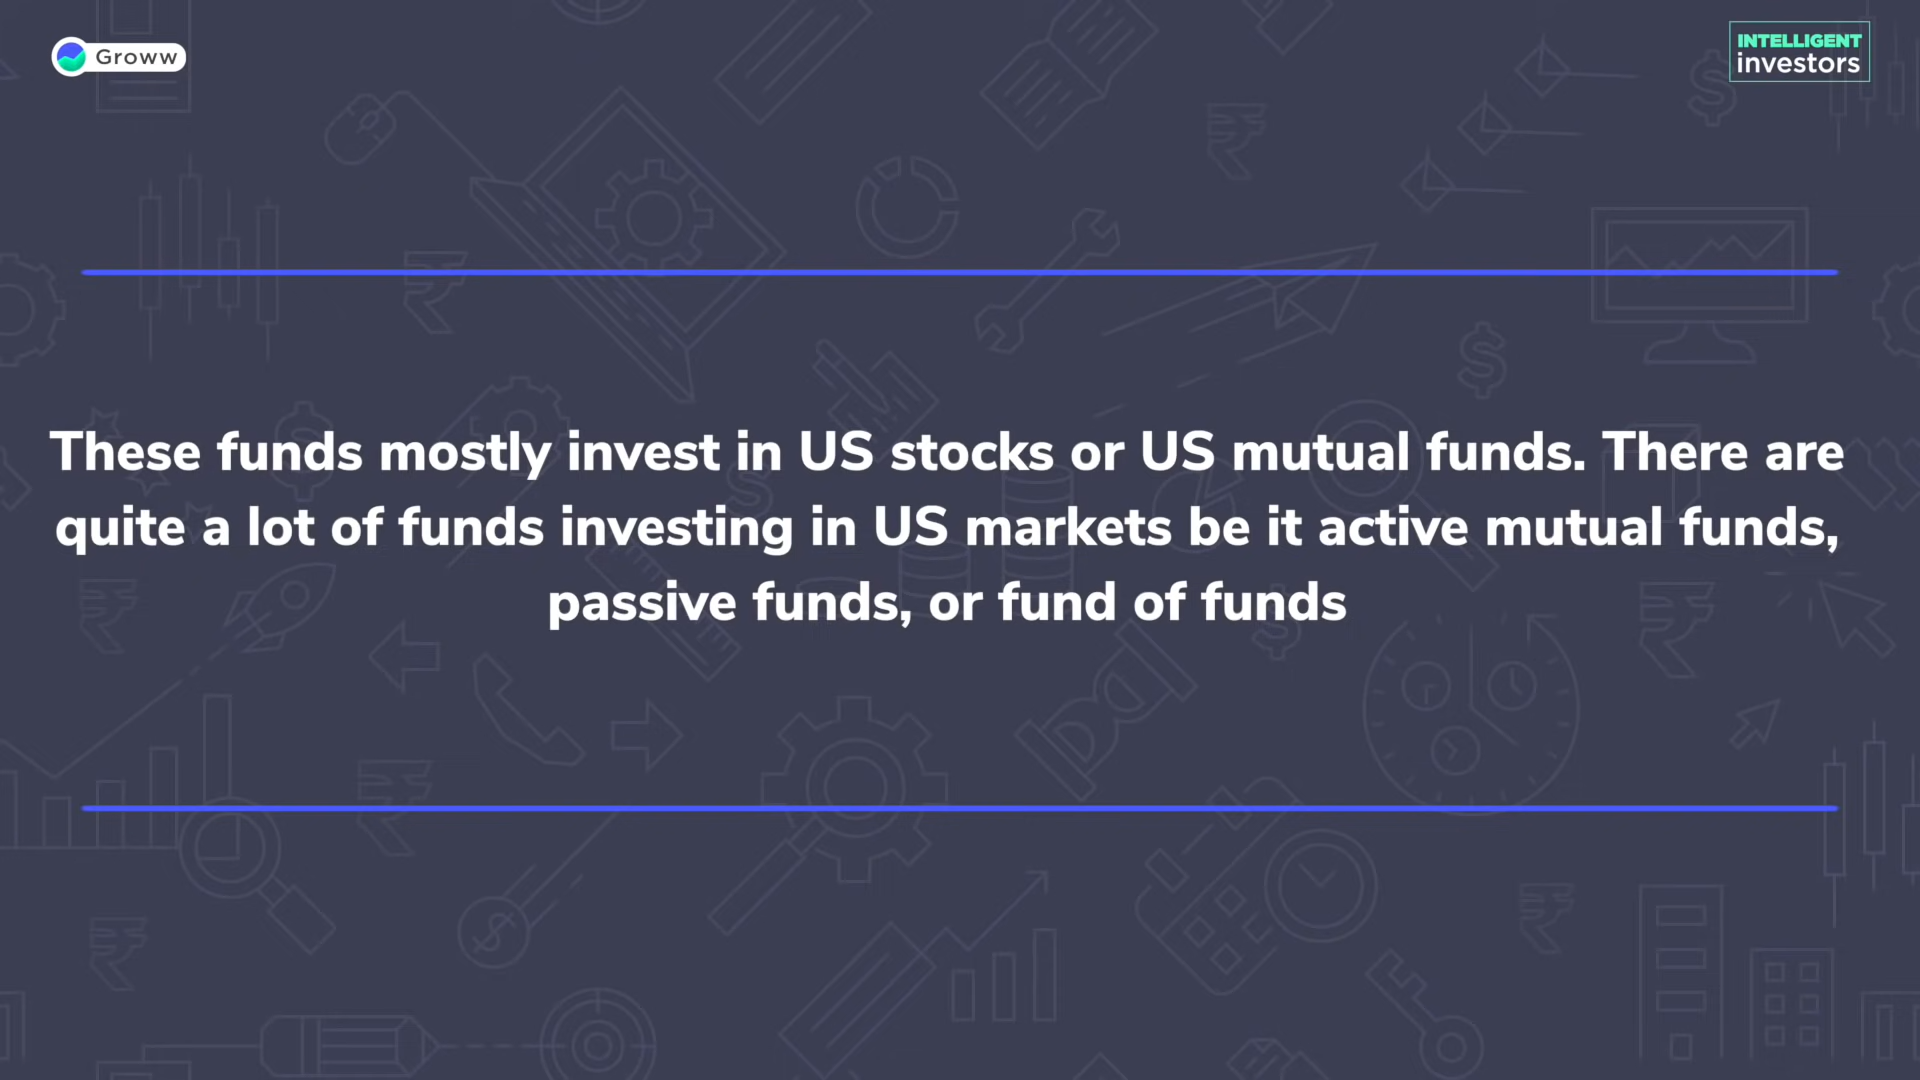 Groww
INTELLIGENT
investors
These funds mostly invest in US stocks or US mutual funds. There are
quite a lot of funds investing in US markets be it active mutual funds,
passive funds, or fund of funds